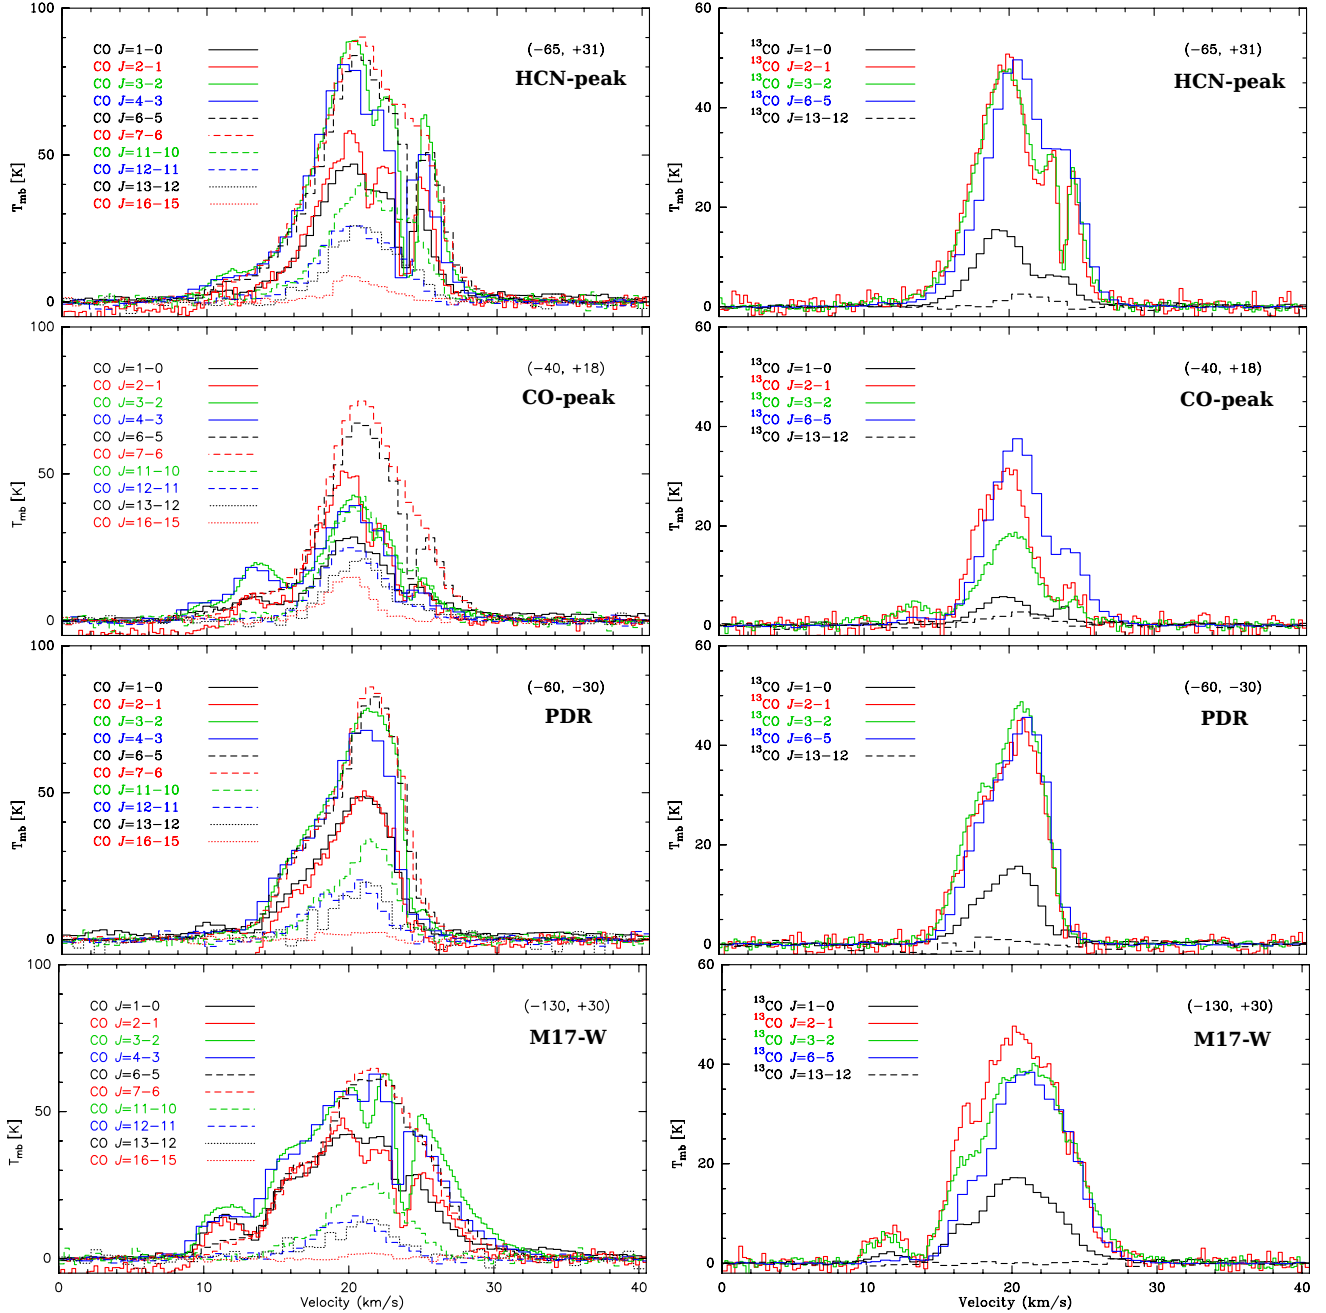 100
50
0
T_mb [K]
CO J=1−0
CO J=2−1
CO J=3−2
CO J=4−3
CO J=6−5
CO J=7−6
CO J=11−10
CO J=12−11
CO J=13−12
CO J=16−15
(−65, +31)
HCN-peak
60
40
20
0
T_mb [K]
¹³CO J=1−0
¹³CO J=2−1
¹³CO J=3−2
¹³CO J=6−5
¹³CO J=13−12
(−65, +31)
HCN-peak
100
50
0
T_mb [K]
CO J=1−0
CO J=2−1
CO J=3−2
CO J=4−3
CO J=6−5
CO J=7−6
CO J=11−10
CO J=12−11
CO J=13−12
CO J=16−15
(−40, +18)
CO-peak
60
40
20
0
T_mb [K]
¹³CO J=1−0
¹³CO J=2−1
¹³CO J=3−2
¹³CO J=6−5
¹³CO J=13−12
(−40, +18)
CO-peak
100
50
0
T_mb [K]
CO J=1−0
CO J=2−1
CO J=3−2
CO J=4−3
CO J=6−5
CO J=7−6
CO J=11−10
CO J=12−11
CO J=13−12
CO J=16−15
(−60, −30)
PDR
60
40
20
0
T_mb [K]
¹³CO J=1−0
¹³CO J=2−1
¹³CO J=3−2
¹³CO J=6−5
¹³CO J=13−12
(−60, −30)
PDR
100
50
0
T_mb [K]
CO J=1−0
CO J=2−1
CO J=3−2
CO J=4−3
CO J=6−5
CO J=7−6
CO J=11−10
CO J=12−11
CO J=13−12
CO J=16−15
(−130, +30)
M17-W
0 10 20 30 40
Velocity (km/s)
60
40
20
0
T_mb [K]
¹³CO J=1−0
¹³CO J=2−1
¹³CO J=3−2
¹³CO J=6−5
¹³CO J=13−12
(−130, +30)
M17-W
0 10 20 30 40
Velocity (km/s)